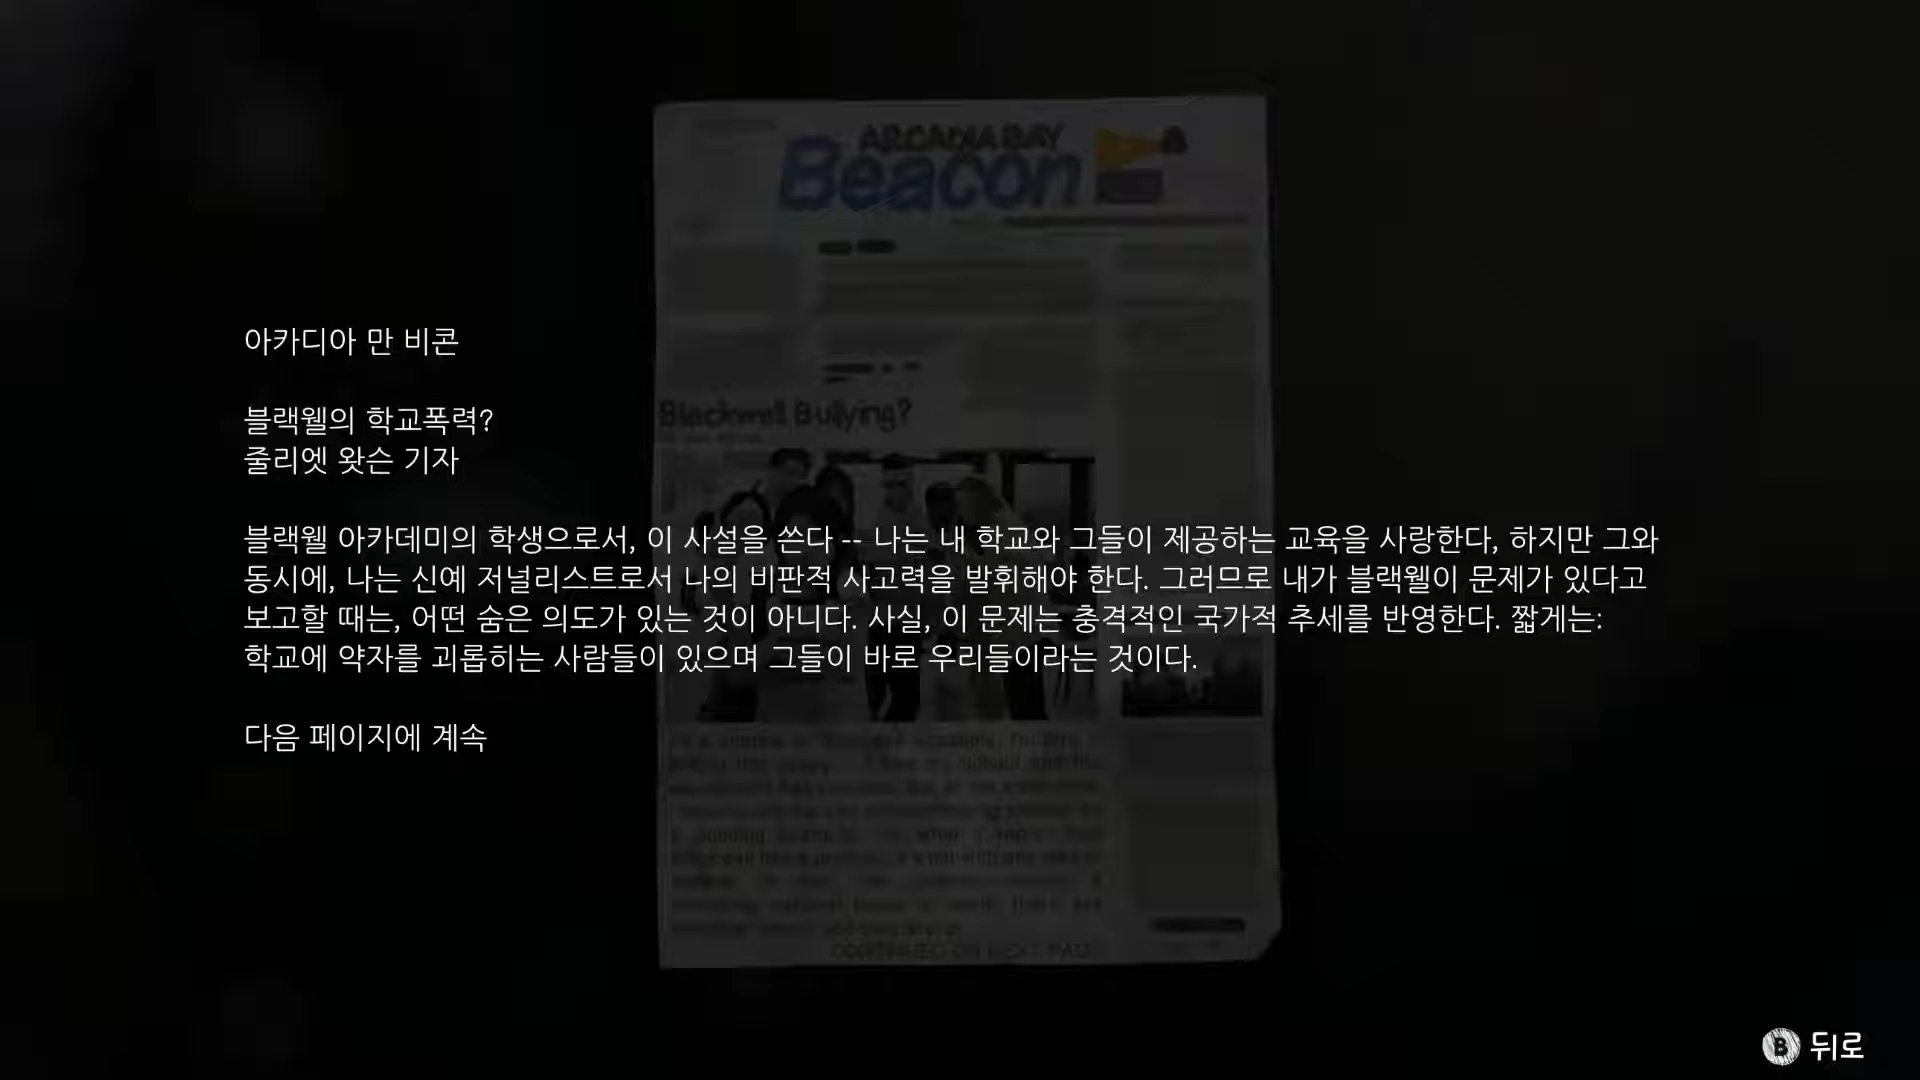 ARCADIA BAY
Beacon
Blackwell Bullying?
아카디아 만 비콘
블랙웰의 학교폭력?
줄리엣 왓슨 기자
블랙웰 아카데미의 학생으로서, 이 사설을 쓴다 -- 나는 내 학교와 그들이 제공하는 교육을 사랑한다, 하지만 그와
동시에, 나는 신예 저널리스트로서 나의 비판적 사고력을 발휘해야 한다. 그러므로 내가 블랙웰이 문제가 있다고
보고할 때는, 어떤 숨은 의도가 있는 것이 아니다. 사실, 이 문제는 충격적인 국가적 추세를 반영한다. 짧게는:
학교에 약자를 괴롭히는 사람들이 있으며 그들이 바로 우리들이라는 것이다.
다음 페이지에 계속
CONTINUED ON NEXT PAGE
B 뒤로